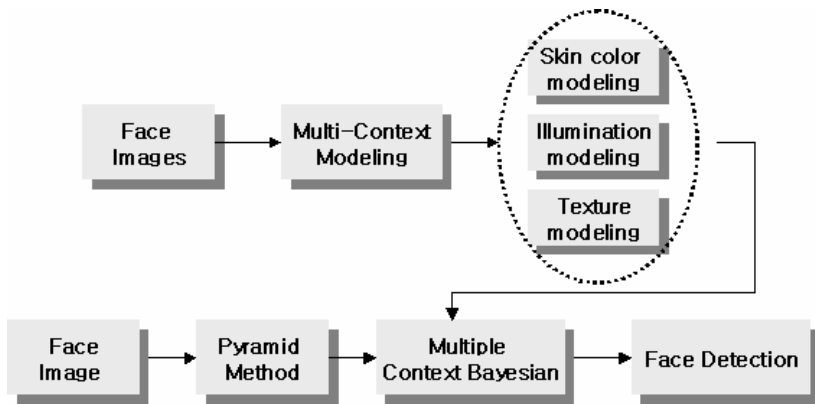 Skin color
modeling
Face
Images
Multi-Context
Modeling
Illumination
modeling
Texture
modeling
Face
Image
Pyramid
Method
Multiple
Context Bayesian
Face Detection